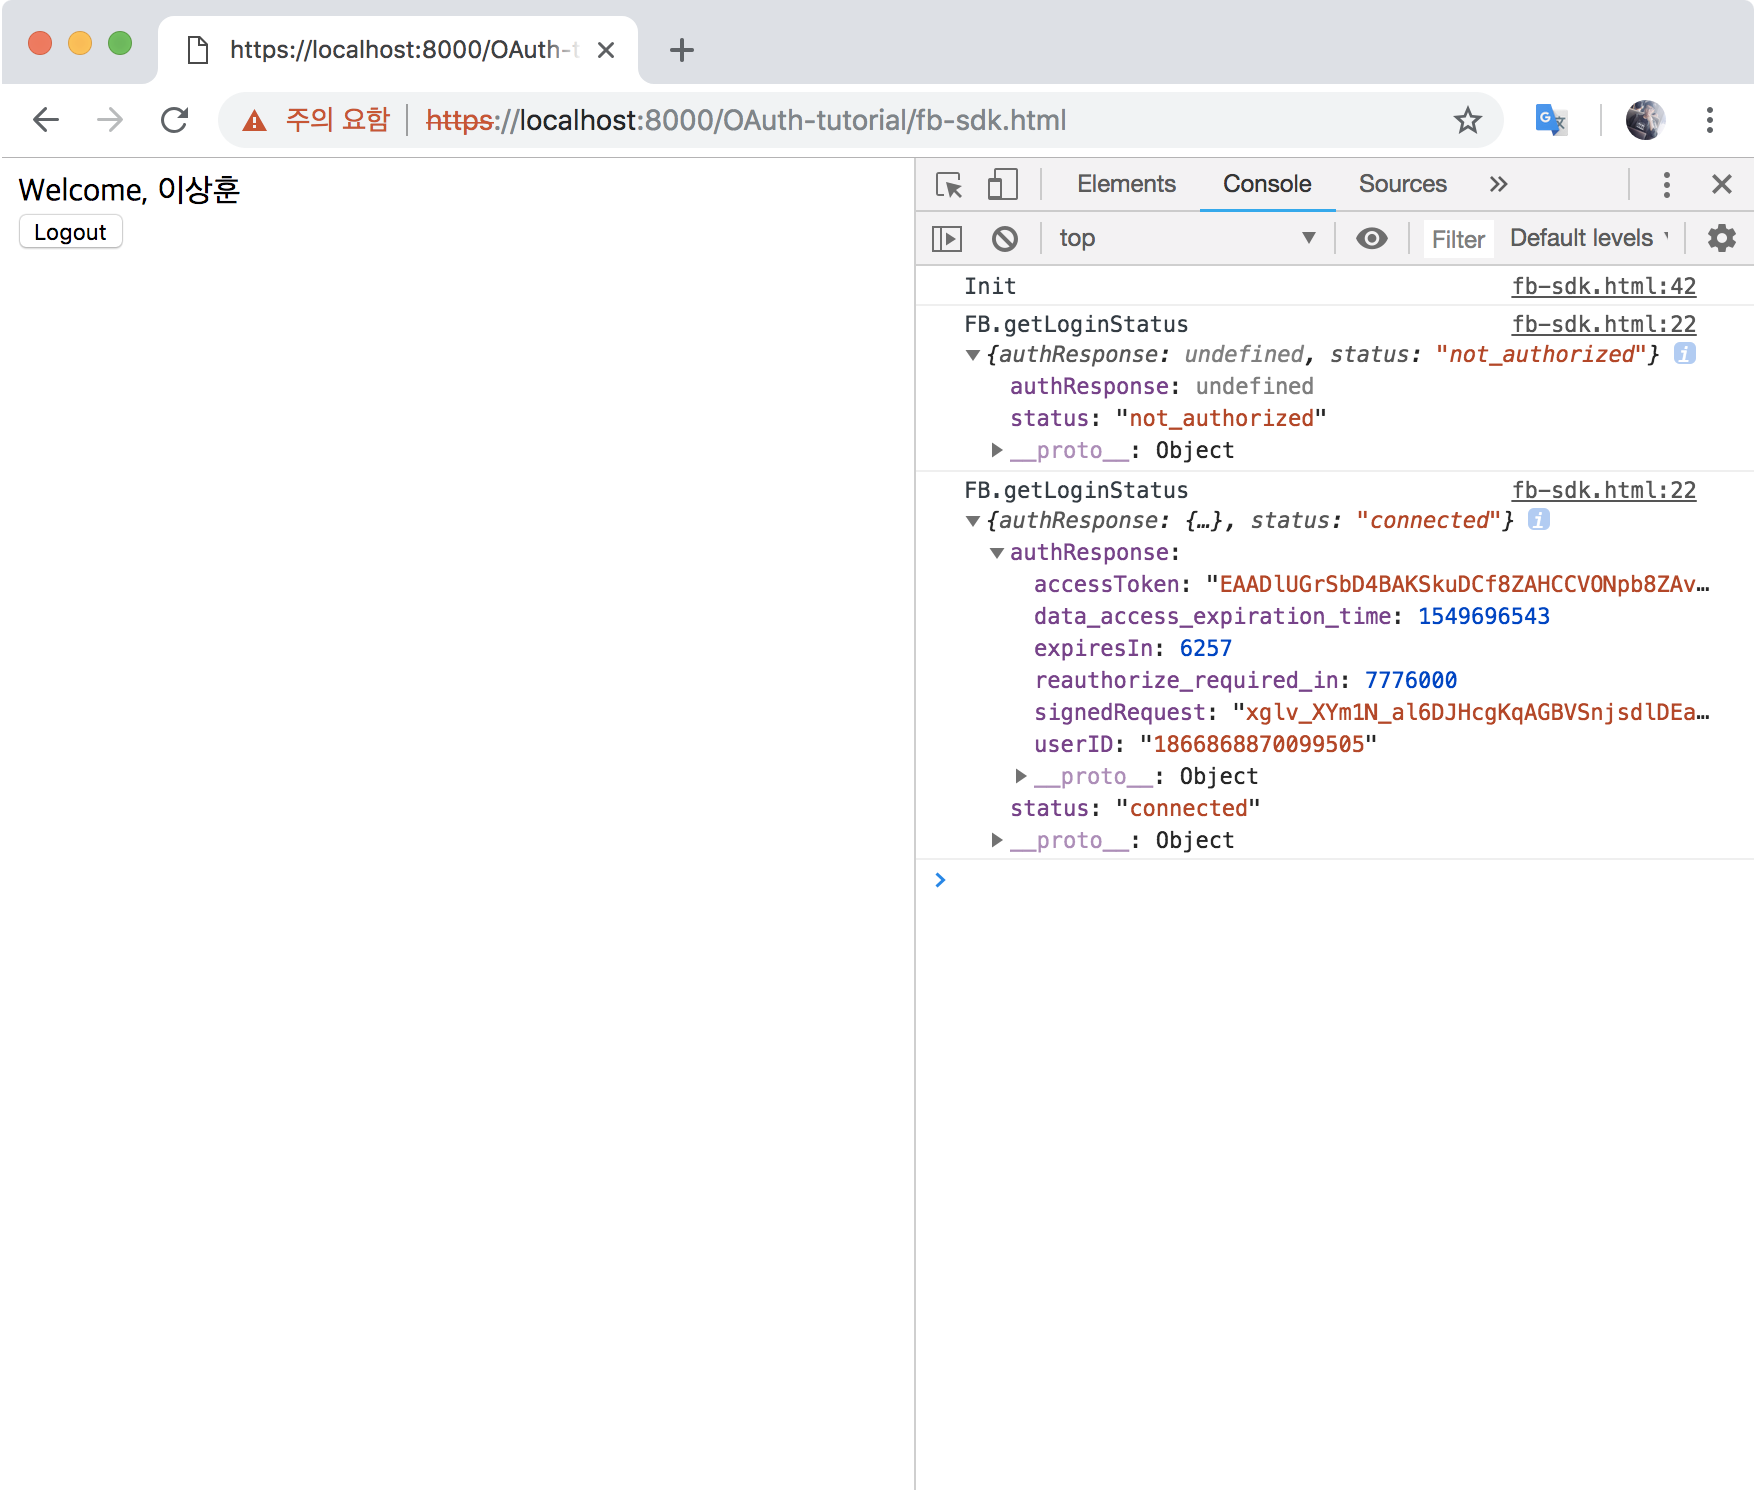 https://localhost:8000/OAuth-t
주의 요함 https://localhost:8000/OAuth-tutorial/fb-sdk.html
Welcome, 이상훈
Logout
Elements Console Sources
top Filter Default levels
Init fb-sdk.html:42
FB.getLoginStatus fb-sdk.html:22
{authResponse: undefined, status: "not_authorized"}
authResponse: undefined
status: "not_authorized"
__proto__: Object
FB.getLoginStatus fb-sdk.html:22
{authResponse: {…}, status: "connected"}
authResponse:
accessToken: "EAADlUGrSbD4BAKSkuDCf8ZAHCCVONpb8ZAv…
data_access_expiration_time: 1549696543
expiresIn: 6257
reauthorize_required_in: 7776000
signedRequest: "xglv_XYm1N_al6DJHcgKqAGBVSnjsdlDEa…
userID: "1866868870099505"
__proto__: Object
status: "connected"
__proto__: Object